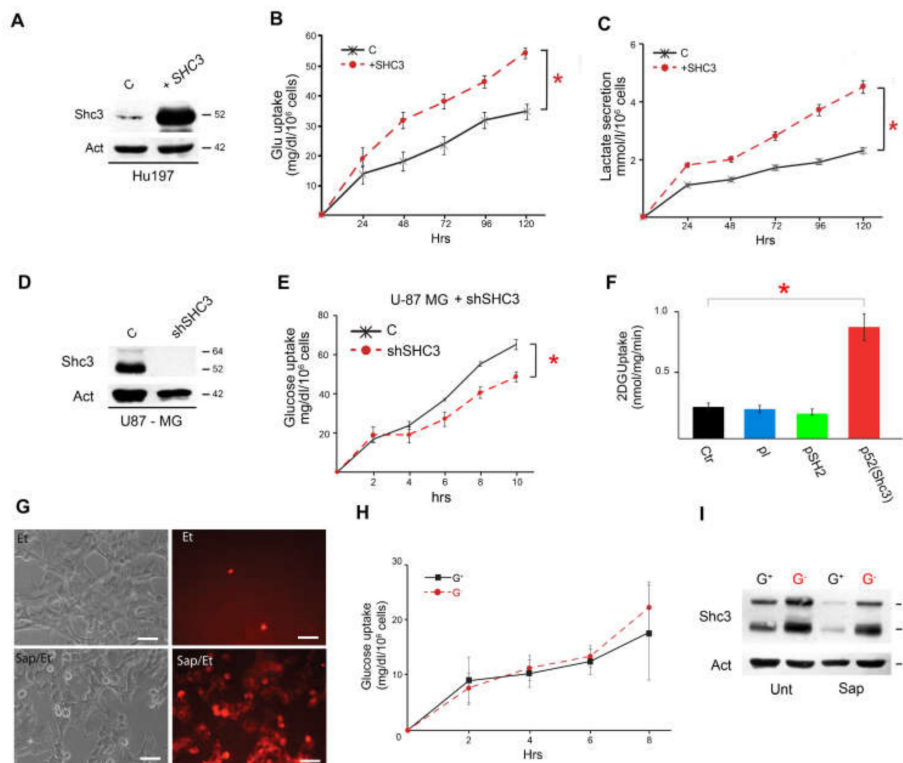 A
C
+ SHC3
Shc3
52
Act
42
Hu197
B
Glu uptake
(mg/dl/10⁶ cells)
60
50
40
30
20
10
C
+SHC3
*
24 48 72 96 120
Hrs
C
Lactate secretion
mmol/l/10⁶ cells
6
4
2
C
+SHC3
*
24 48 72 96 120
Hrs
D
C
shSHC3
Shc3
64
52
Act
42
U87 - MG
E
U-87 MG + shSHC3
Glucose uptake
mg/dl/10⁶ cells
80
60
40
20
C
shSHC3
*
2 4 6 8 10
hrs
F
2DGUptake
(nmol/mg/min)
1.0
0.5
*
Ctr
pI
pSH2
p52(Shc3)
G
Et
Et
Sap/Et
Sap/Et
H
Glucose uptake
(mg/dl/10⁶ cells)
30
20
10
0
G⁺
G
2 4 6 8
Hrs
I
G⁺ G⁻ G⁺ G⁻
Shc3
Act
Unt Sap